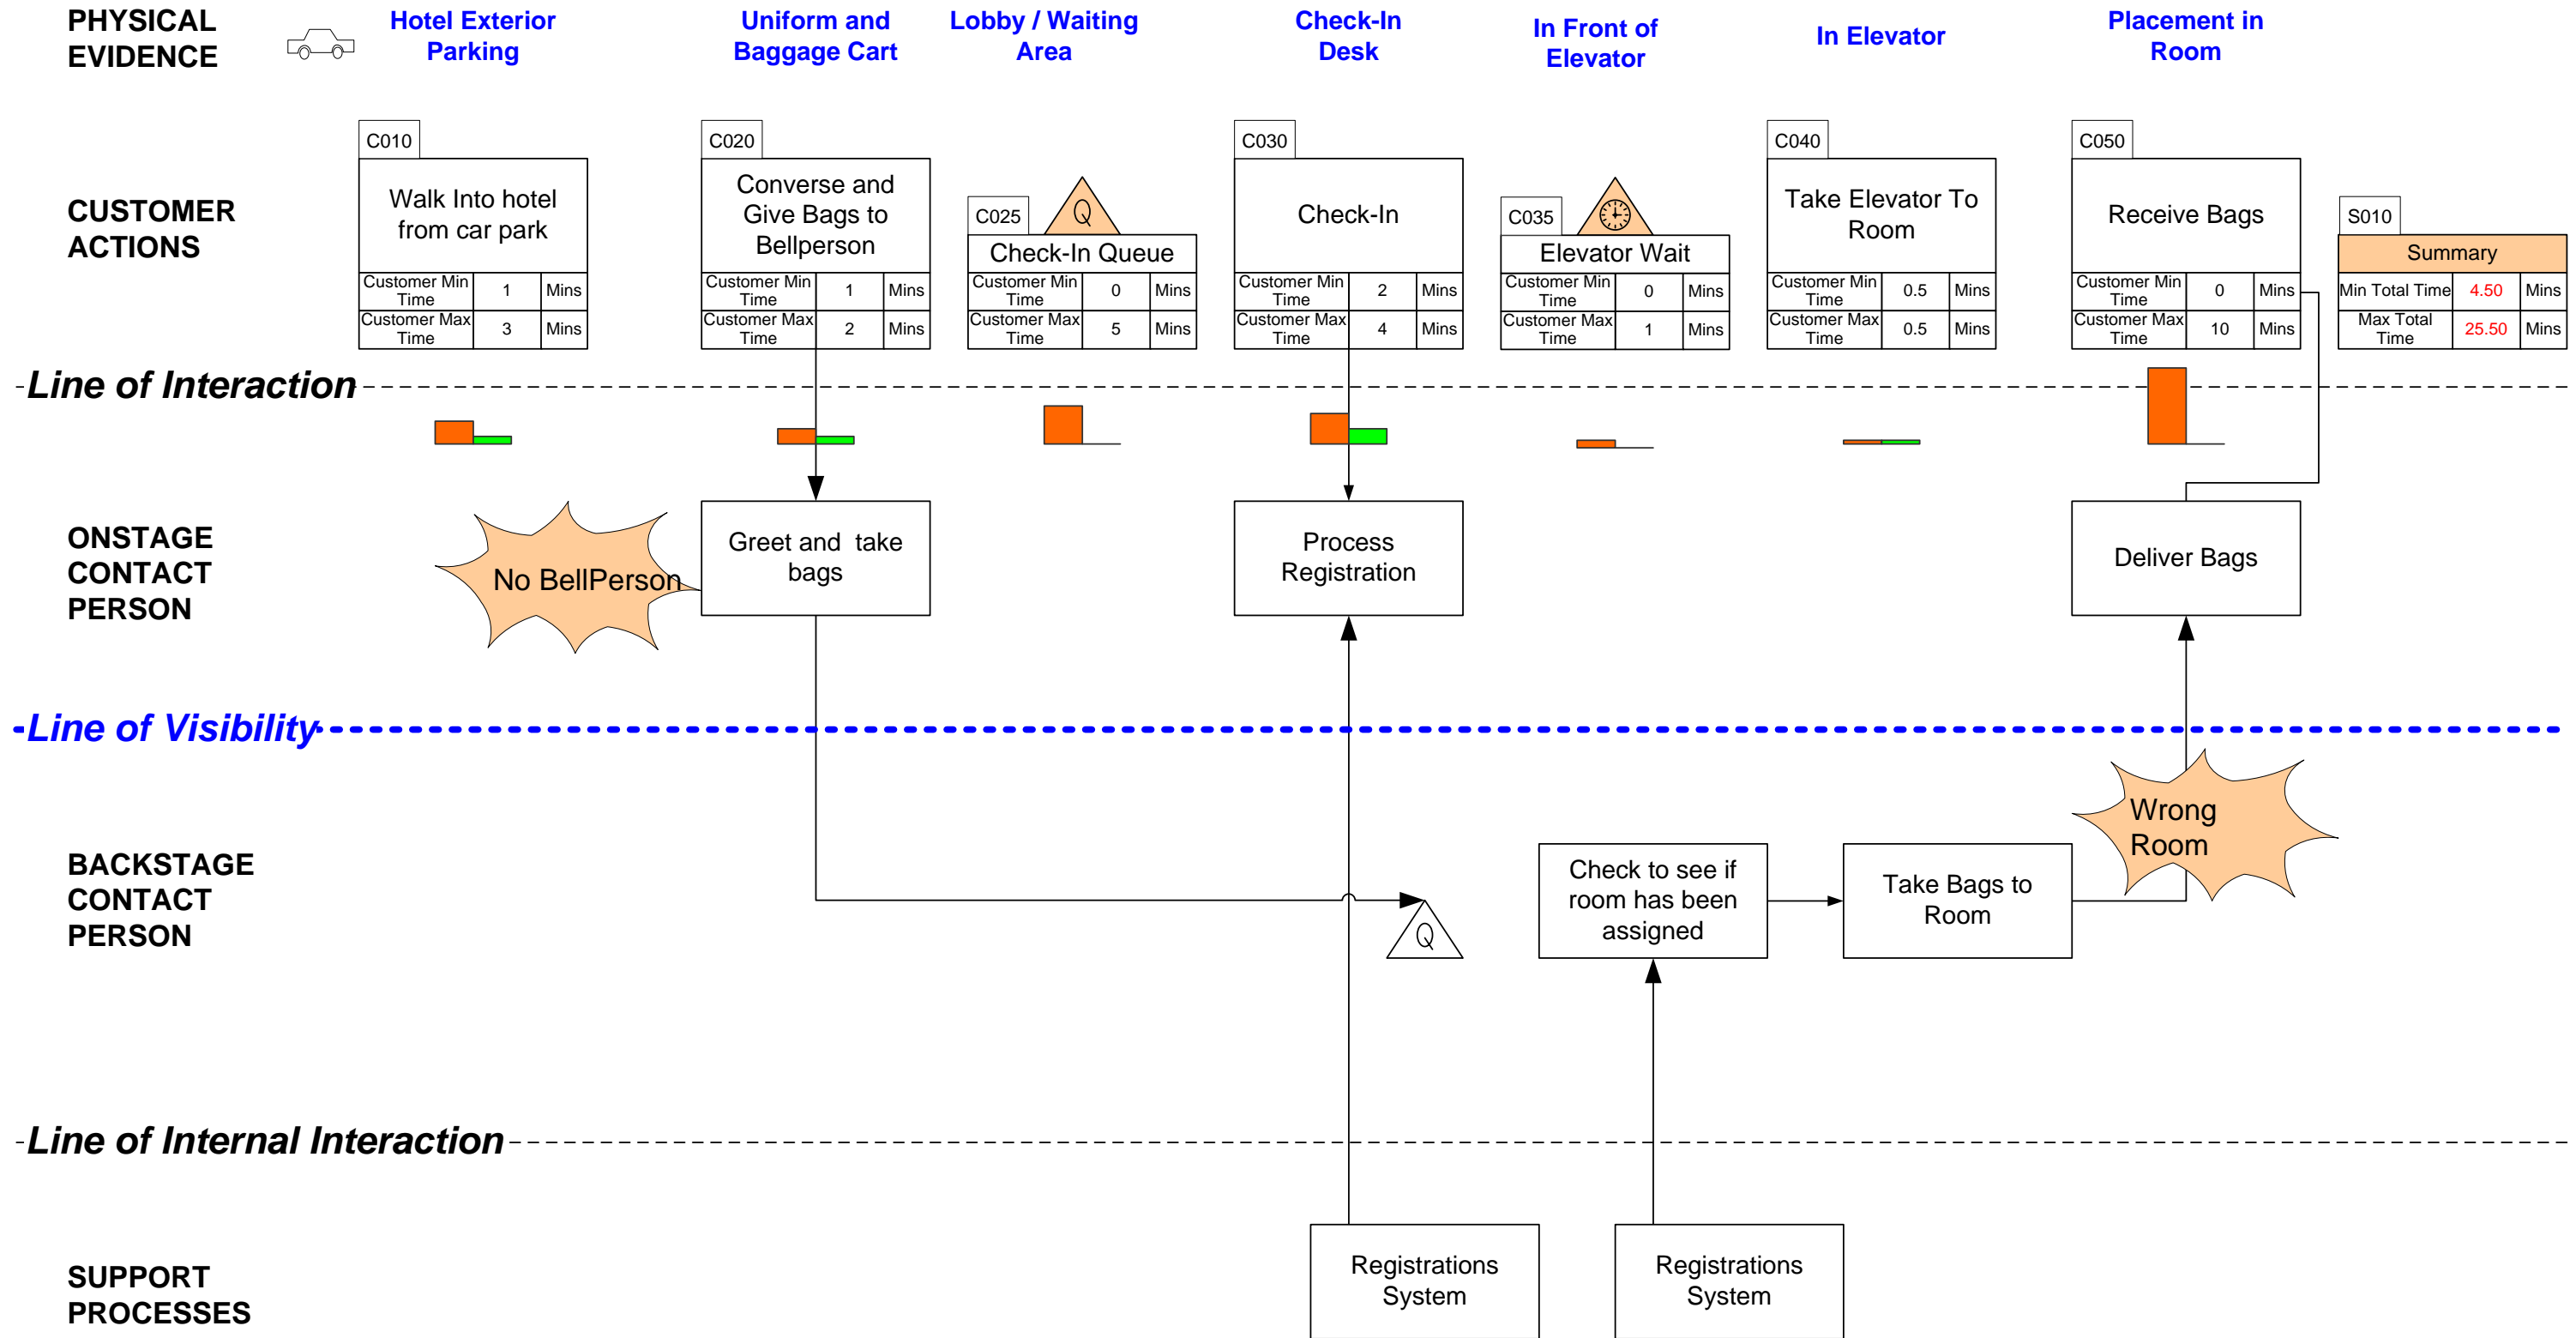 PHYSICAL
EVIDENCE
Hotel Exterior
Parking
Uniform and
Baggage Cart
Lobby / Waiting
Area
Check-In
Desk
In Front of
Elevator
In Elevator
Placement in
Room
CUSTOMER
ACTIONS
C010
Walk Into hotel
from car park
Customer Min
Time
1
Mins
Customer Max
Time
3
Mins
C020
Converse and
Give Bags to
Bellperson
Customer Min
Time
1
Mins
Customer Max
Time
2
Mins
C025
Q
Check-In Queue
Customer Min
Time
0
Mins
Customer Max
Time
5
Mins
C030
Check-In
Customer Min
Time
2
Mins
Customer Max
Time
4
Mins
C035
Elevator Wait
Customer Min
Time
0
Mins
Customer Max
Time
1
Mins
C040
Take Elevator To
Room
Customer Min
Time
0.5
Mins
Customer Max
Time
0.5
Mins
C050
Receive Bags
Customer Min
Time
0
Mins
Customer Max
Time
10
Mins
S010
Summary
Min Total Time
4.50
Mins
Max Total
Time
25.50
Mins
Line of Interaction
ONSTAGE
CONTACT
PERSON
No BellPerson
Greet and take
bags
Process
Registration
Deliver Bags
Line of Visibility
BACKSTAGE
CONTACT
PERSON
Q
Check to see if
room has been
assigned
Take Bags to
Room
Wrong
Room
Line of Internal Interaction
SUPPORT
PROCESSES
Registrations
System
Registrations
System